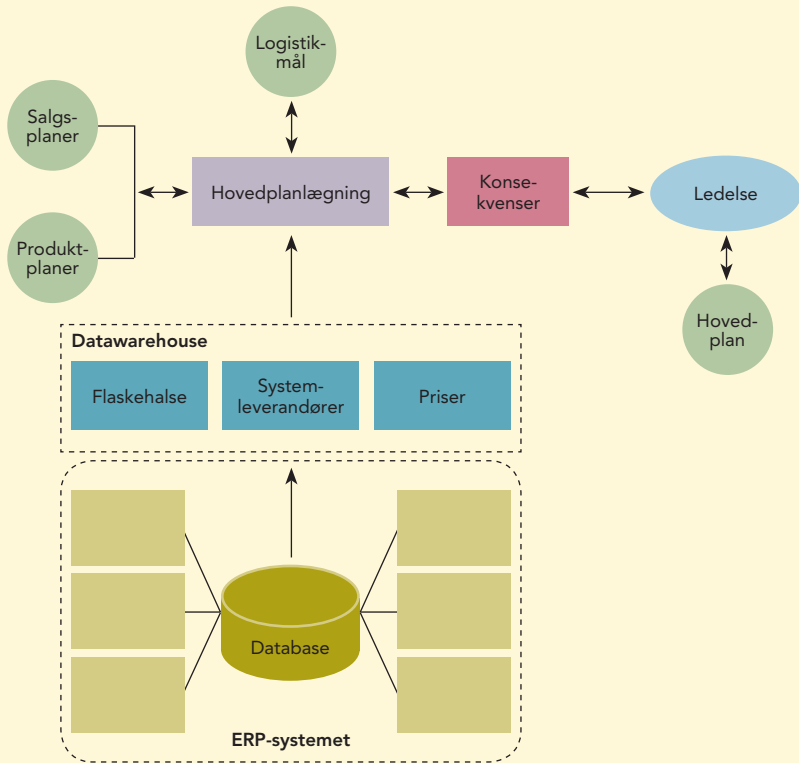 Logistik-
mål
Salgs-
planer
Hovedplanlægning
Konse-
kvenser
Ledelse
Produkt-
planer
Hoved-
plan
Datawarehouse
Flaskehalse
System-
leverandører
Priser
Database
ERP-systemet